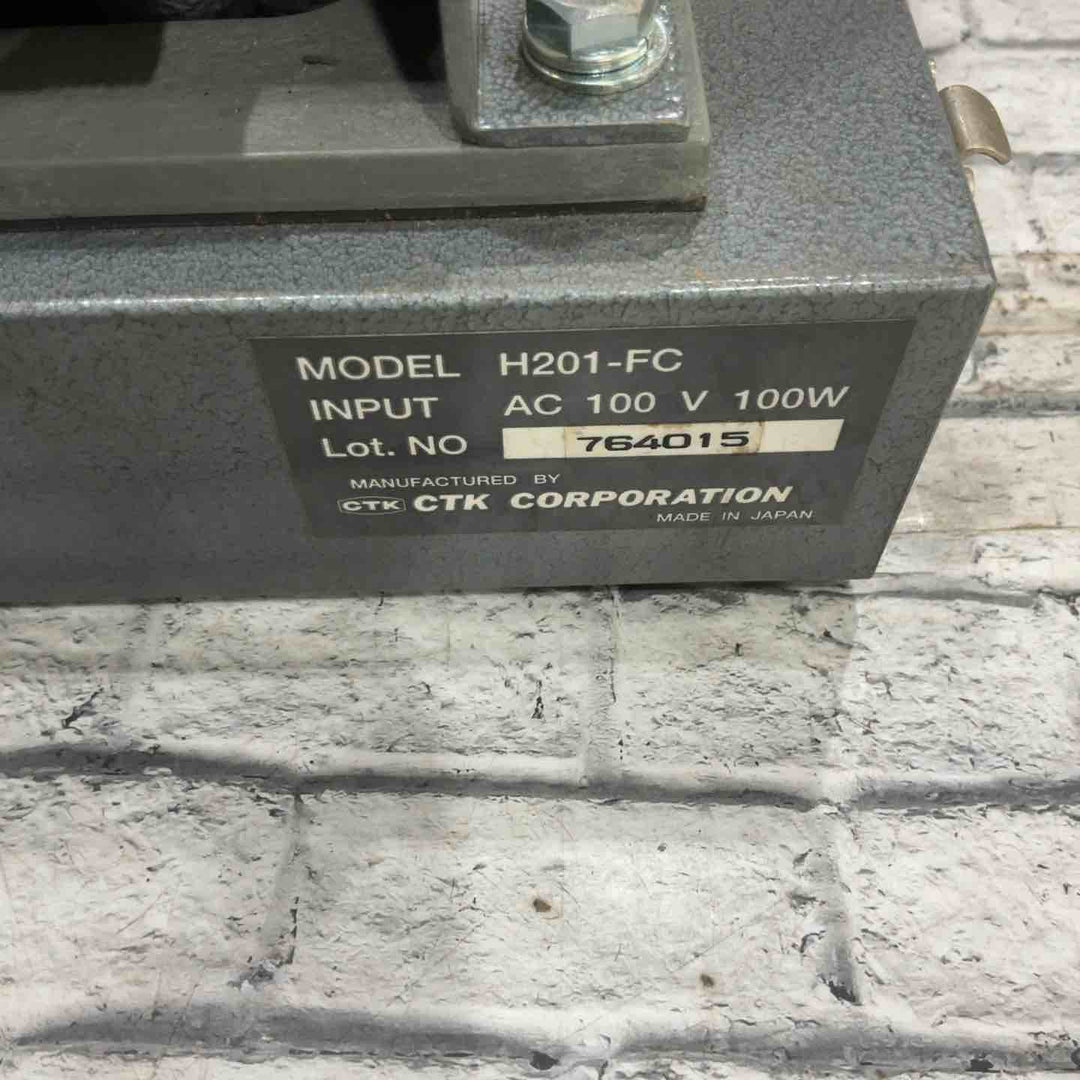 MODEL H201-FC
INPUT AC 100 V 100W
Lot. NO 764015
MANUFACTURED BY
CTK CTK CORPORATION
MADE IN JAPAN